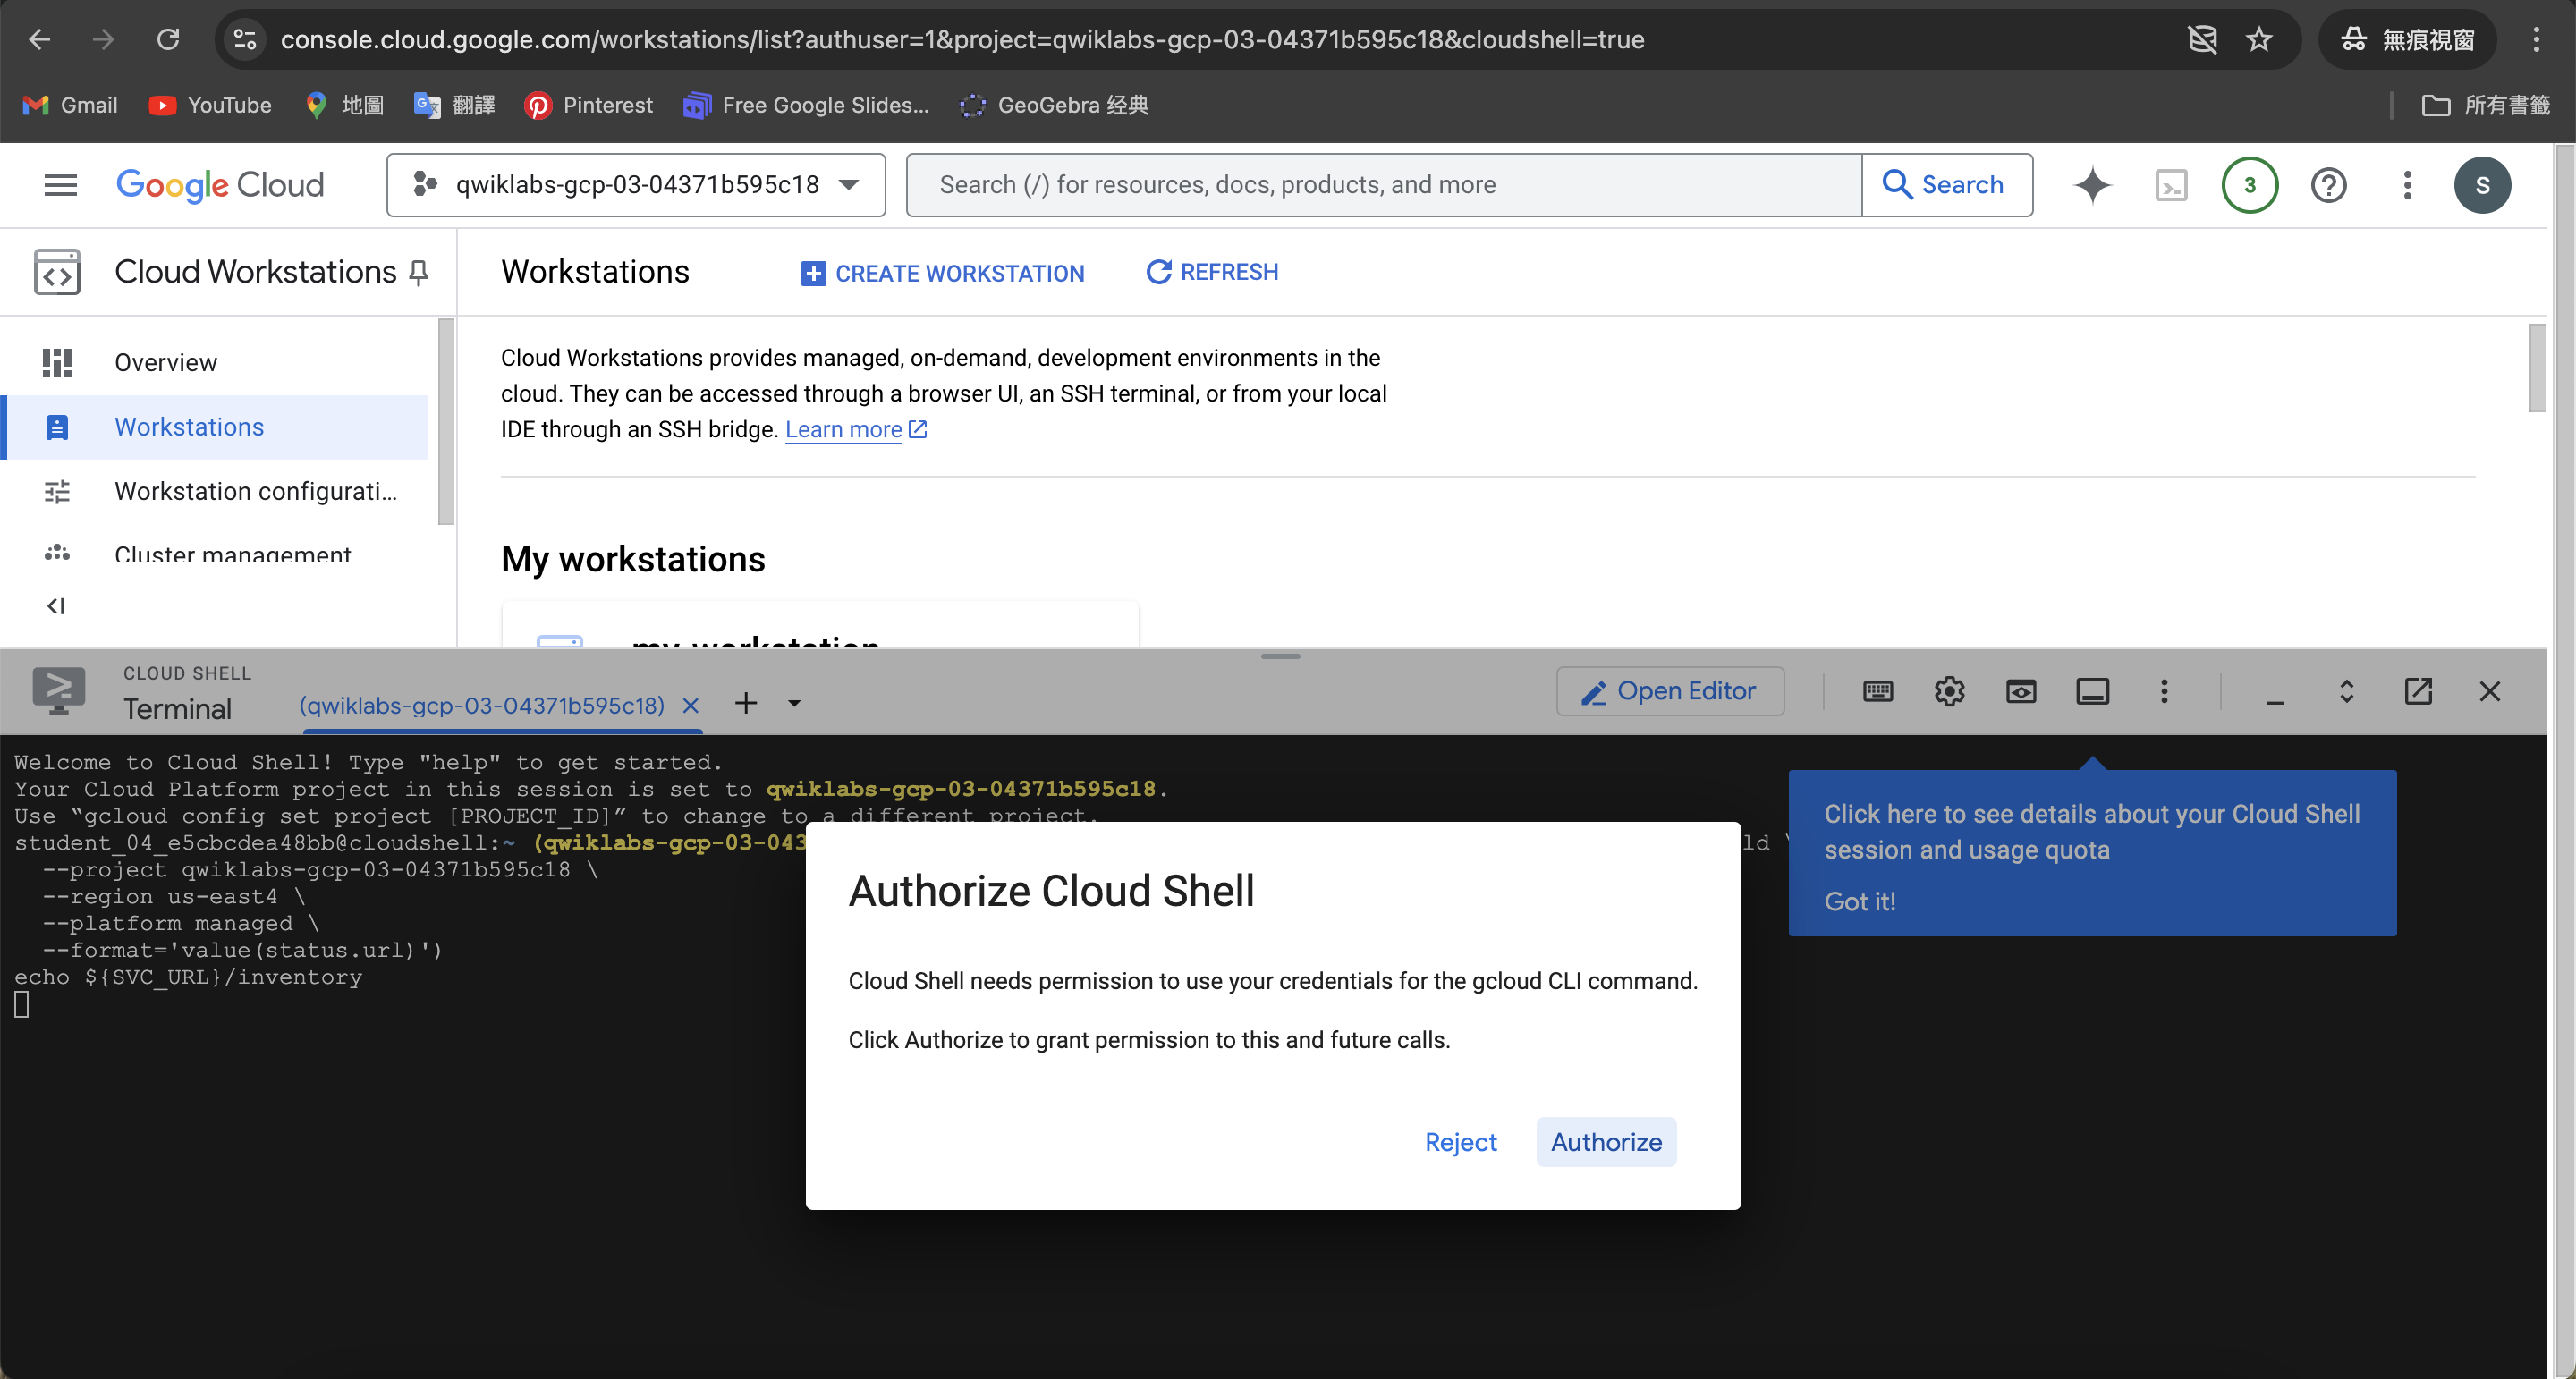 console.cloud.google.com/workstations/list?authuser=1&project=qwiklabs-gcp-03-04371b595c18&cloudshell=true
無痕視窗
Gmail
YouTube
地圖
翻譯
Pinterest
Free Google Slides...
GeoGebra 经典
所有書籤
Google Cloud
qwiklabs-gcp-03-04371b595c18
Search (/) for resources, docs, products, and more
Search
3
S
Cloud Workstations
Workstations
CREATE WORKSTATION
REFRESH
Overview
Workstations
Workstation configurati...
Cluster management
Cloud Workstations provides managed, on-demand, development environments in the
cloud. They can be accessed through a browser UI, an SSH terminal, or from your local
IDE through an SSH bridge. Learn more
My workstations
my-workstation
CLOUD SHELL
Terminal
(qwiklabs-gcp-03-04371b595c18)
Open Editor
Welcome to Cloud Shell! Type "help" to get started.
Your Cloud Platform project in this session is set to qwiklabs-gcp-03-04371b595c18.
Use “gcloud config set project [PROJECT_ID]” to change to a different project.
student_04_e5cbcdea48bb@cloudshell:~ (qwiklabs-gcp-03-043
ld \
--project qwiklabs-gcp-03-04371b595c18 \
--region us-east4 \
--platform managed \
--format='value(status.url)')
echo ${SVC_URL}/inventory
Click here to see details about your Cloud Shell
session and usage quota
Got it!
Authorize Cloud Shell
Cloud Shell needs permission to use your credentials for the gcloud CLI command.
Click Authorize to grant permission to this and future calls.
Reject
Authorize